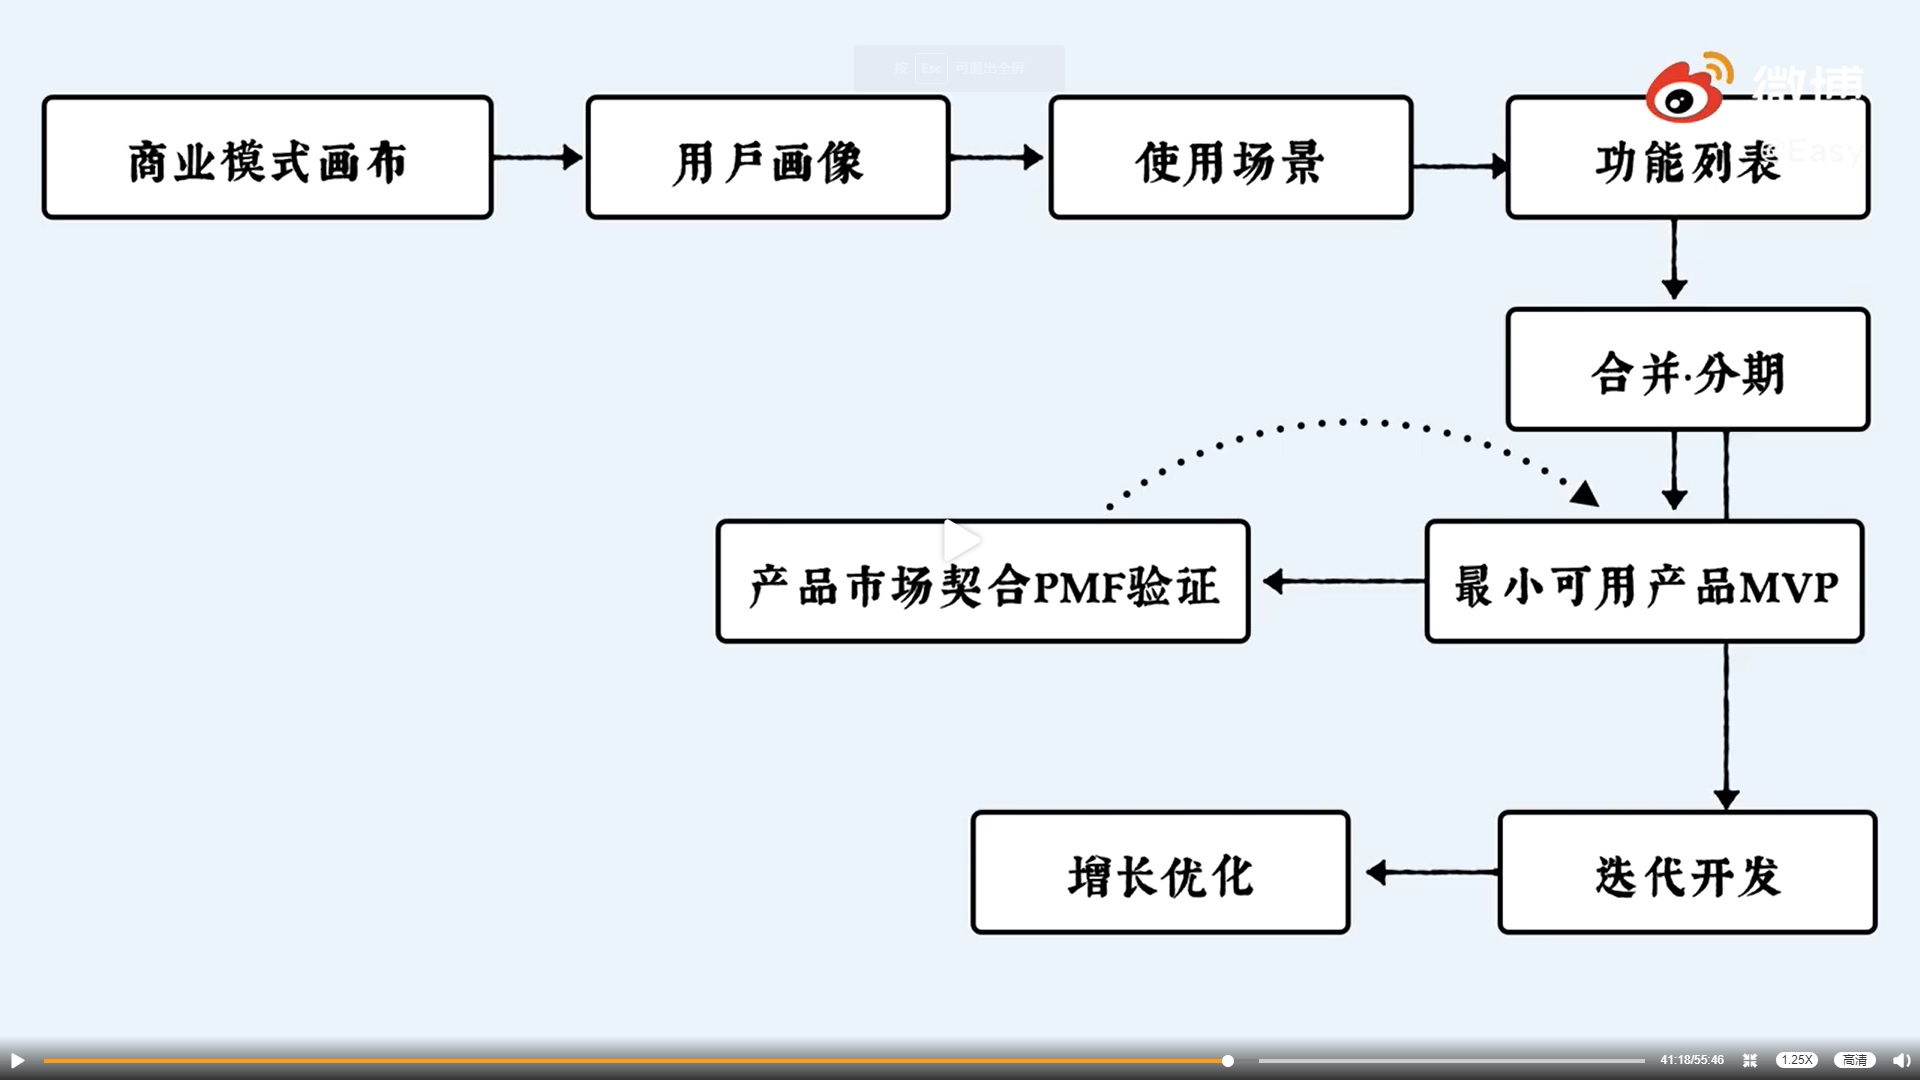 按 Esc 可退出全屏
微博
@Easy
商业模式画布
用户画像
使用场景
功能列表
合并·分期
产品市场契合PMF验证
最小可用产品MVP
增长优化
迭代开发
41:18/55:46
1.25X
高清